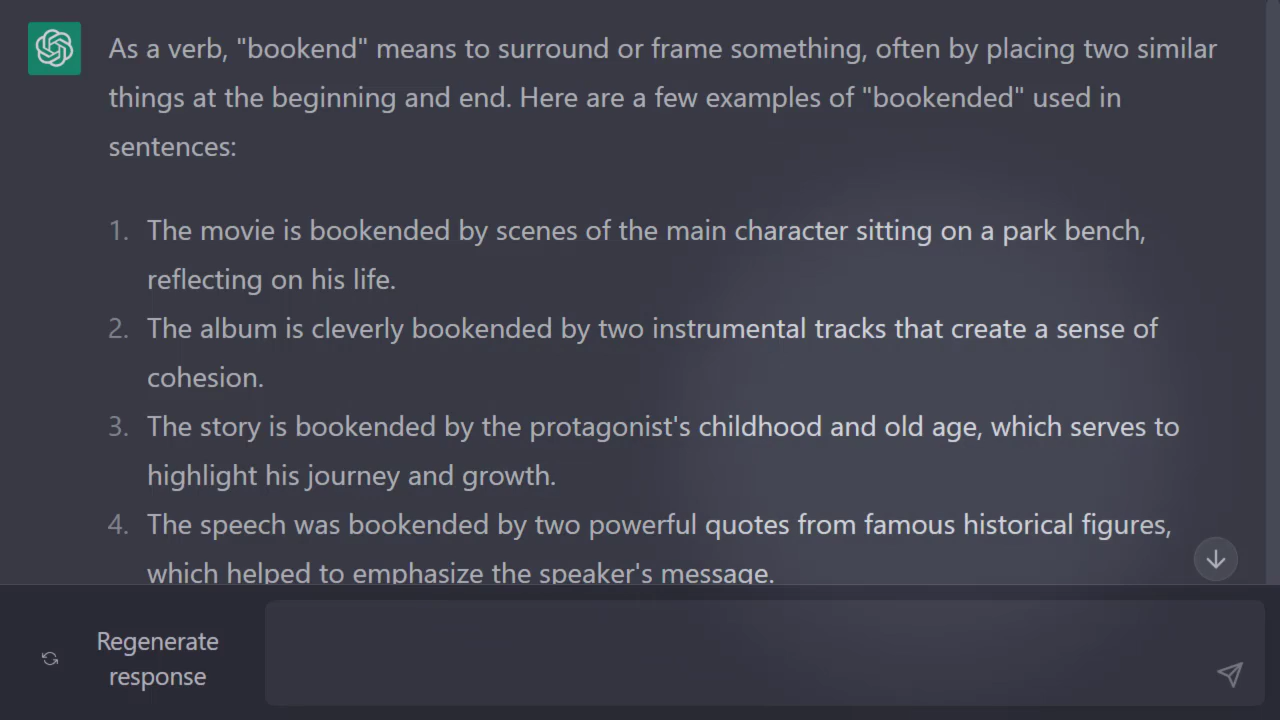 As a verb, "bookend" means to surround or frame something, often by placing two similar
things at the beginning and end. Here are a few examples of "bookended" used in
sentences:
1. The movie is bookended by scenes of the main character sitting on a park bench,
reflecting on his life.
2. The album is cleverly bookended by two instrumental tracks that create a sense of
cohesion.
3. The story is bookended by the protagonist's childhood and old age, which serves to
highlight his journey and growth.
4. The speech was bookended by two powerful quotes from famous historical figures,
which helped to emphasize the speaker's message.
Regenerate
response